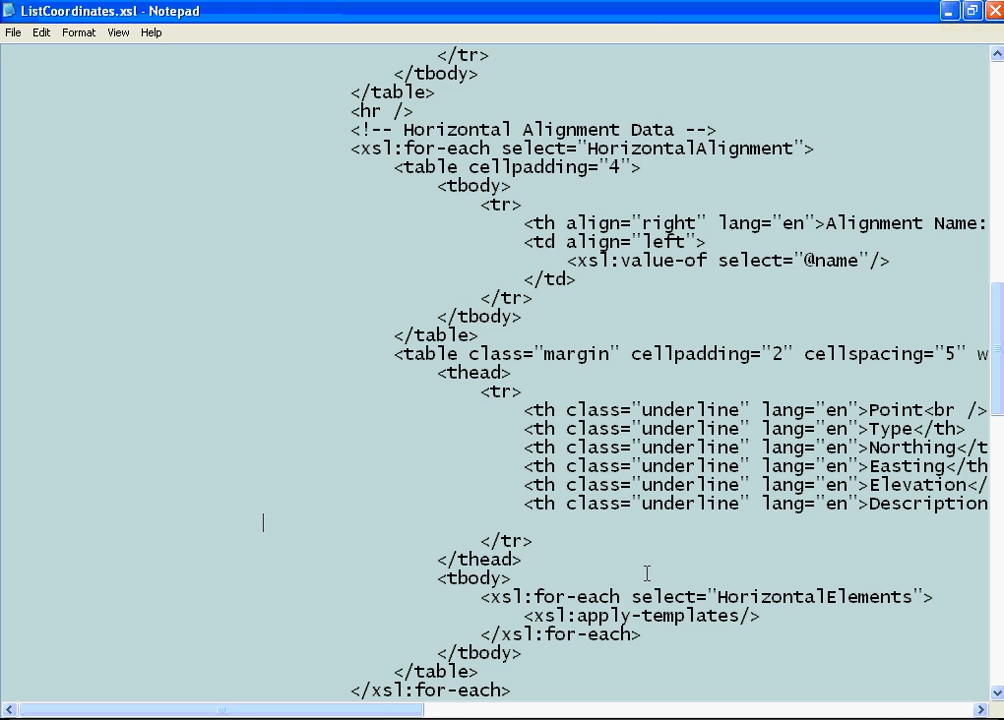 ListCoordinates.xsl - Notepad
File Edit Format View Help
</tr>
</tbody>
</table>
<hr />
<!-- Horizontal Alignment Data -->
<xsl:for-each select="HorizontalAlignment">
<table cellpadding="4">
<tbody>
<tr>
<th align="right" lang="en">Alignment Name:
<td align="left">
<xsl:value-of select="@name"/>
</td>
</tr>
</tbody>
</table>
<table class="margin" cellpadding="2" cellspacing="5" w
<thead>
<tr>
<th class="underline" lang="en">Point<br />
<th class="underline" lang="en">Type</th>
<th class="underline" lang="en">Northing</t
<th class="underline" lang="en">Easting</th
<th class="underline" lang="en">Elevation</
<th class="underline" lang="en">Description
</tr>
</thead>
<tbody>
<xsl:for-each select="HorizontalElements">
<xsl:apply-templates/>
</xsl:for-each>
</tbody>
</table>
</xsl:for-each>